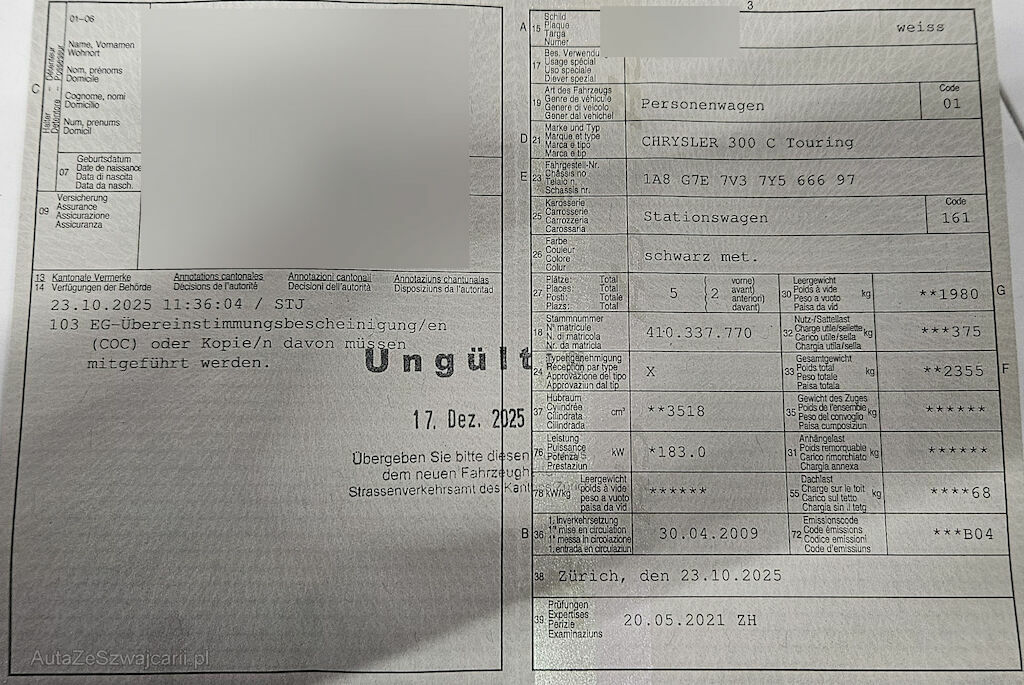 01-06
Halter – Détenteur
Detentore – Possessur
C
Name, Vornamen
Wohnort
Nom, prénoms
Domicile
Cognome, nomi
Domicilio
Num, prenums
Domicil
07
Geburtsdatum
Date de naissance
Data di nascita
Data da nasch.
09
Versicherung
Assurance
Assicurazione
Assicuranza
13 Kantonale Vermerke Annotations cantonales Annotazioni cantonali Annotaziuns chantunalas
14 Verfügungen der Behörde Décisions de l'autorité Decisioni dell'autorità Disposiziuns da l'autoritad
23.10.2025 11:36:04 / STJ
103 EG-Übereinstimmungsbescheinigung/en
(COC) oder Kopie/n davon müssen
mitgeführt werden.
Ungült
17. Dez. 2025
Übergeben Sie bitte diesen
dem neuen Fahrzeugh
Strassenverkehrsamt des Kant
AutaZeSzwajcarii.pl
3
A 15
Schild
Plaque
Targa
Numer
weiss
17
Bes. Verwendu
Usage spécial
Uso speciale
Diever spezial
19
Art des Fahrzeugs
Genre de véhicule
Genere di veicolo
Gener dal vehichel
Personenwagen
Code
01
D 21
Marke und Typ
Marque et type
Marca e tipo
Marca e tip
CHRYSLER 300 C Touring
E 23
Fahrgestell-Nr.
Châssis no
Telaio n.
Schassis nr.
1A8 G7E 7V3 7Y5 666 97
25
Karosserie
Carrosserie
Carrozzeria
Carossaria
Stationswagen
Code
161
26
Farbe
Couleur
Colore
Colur
schwarz met.
27
Plätze: Total
Places: Total
Posti: Totale
Plazs: Total
5 (2
vorne)
avant)
anteriori)
davant)
30
Leergewicht
Poids à vide
Peso a vuoto
Paisa da vid
kg
**1980
G
18
Stammnummer
N° matricule
N. di matricola
Nr. da matricla
410.337.770
32
Nutz-/Sattellast
Charge utile/sellette
Carico utile/sella
Chargia utila/sella
kg
***375
24
Typengenehmigung
Réception par type
Approvazione del tipo
Approvaziun dal tip
X
33
Gesamtgewicht
Poids total
Peso totale
Paisa totala
kg
**2355
F
37
Hubraum
Cylindrée
Cilindrata
Cilindrada
cm³
**3518
35
Gewicht des Zuges
Poids de l'ensemble
Peso del convoglio
Paisa cumposiziun
kg
******
76
Leistung
Puissance
Potenza
Prestaziun
kW
*183.0
31
Anhängelast
Poids remorquable
Carico rimorchiato
Chargia annexa
kg
******
78 kW/kg
Leergewicht
poids à vide
peso a vuoto
paisa da vid
******
55
Dachlast
Charge sur le toit
Carico sul tetto
Chargia sin il tetg
kg
****68
B 36
1. Inverkehrsetzung
1re mise en circulation
1a messa in circolazione
1. entrada en circulaziun
30.04.2009
72
Emissionscode
Code émissions
Codice emissioni
Code d'emissiuns
***B04
38 Zürich, den 23.10.2025
39
Prüfungen
Expertises
Perizie
Examinaziuns
20.05.2021 ZH